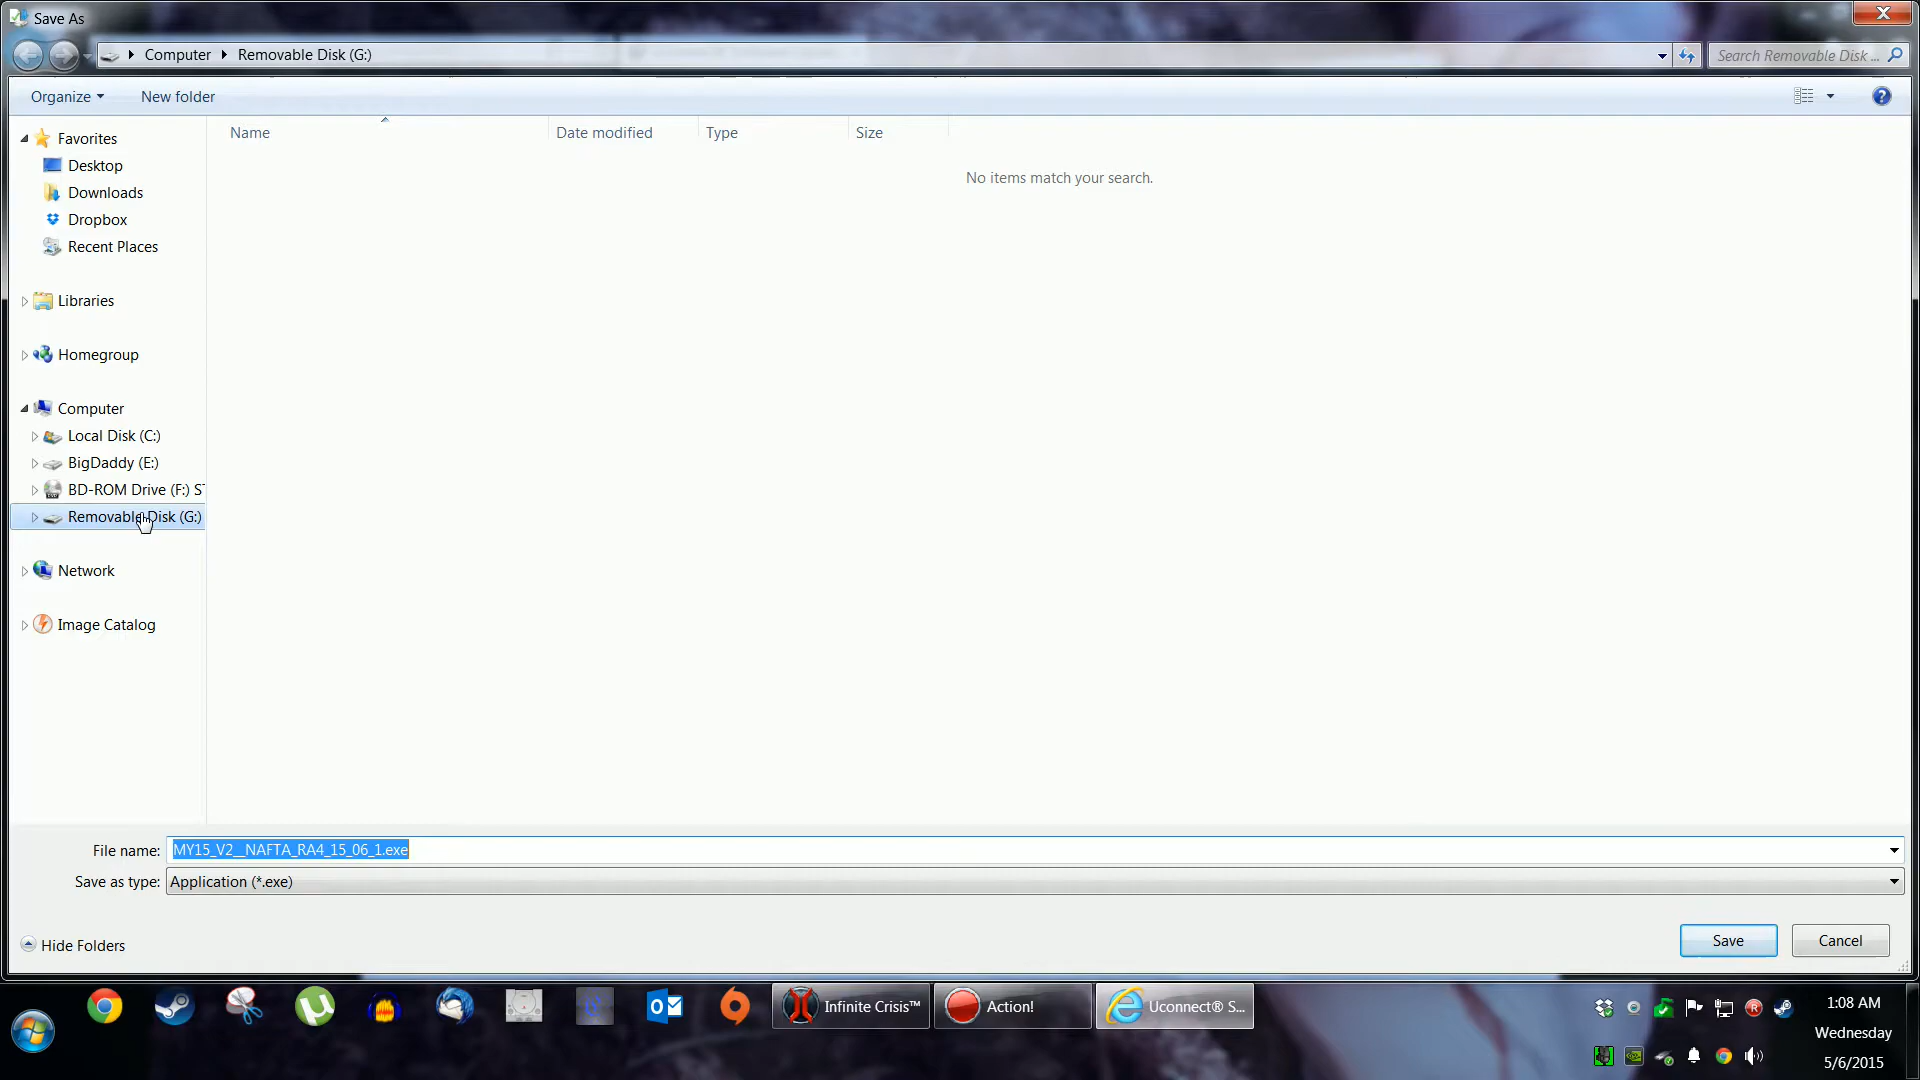 Save As
Computer Removable Disk (G:)
Search Removable Disk ...
Organize New folder
Name Date modified Type Size
No items match your search.
Favorites
Desktop
Downloads
Dropbox
Recent Places
Libraries
Homegroup
Computer
Local Disk (C:)
BigDaddy (E:)
BD-ROM Drive (F:) ST
Removable Disk (G:)
Network
Image Catalog
File name: MY15_V2__NAFTA_RA4_15_06_1.exe
Save as type: Application (*.exe)
Hide Folders
Save Cancel
Infinite Crisis™ Action! Uconnect® S...
1:08 AM
Wednesday
5/6/2015